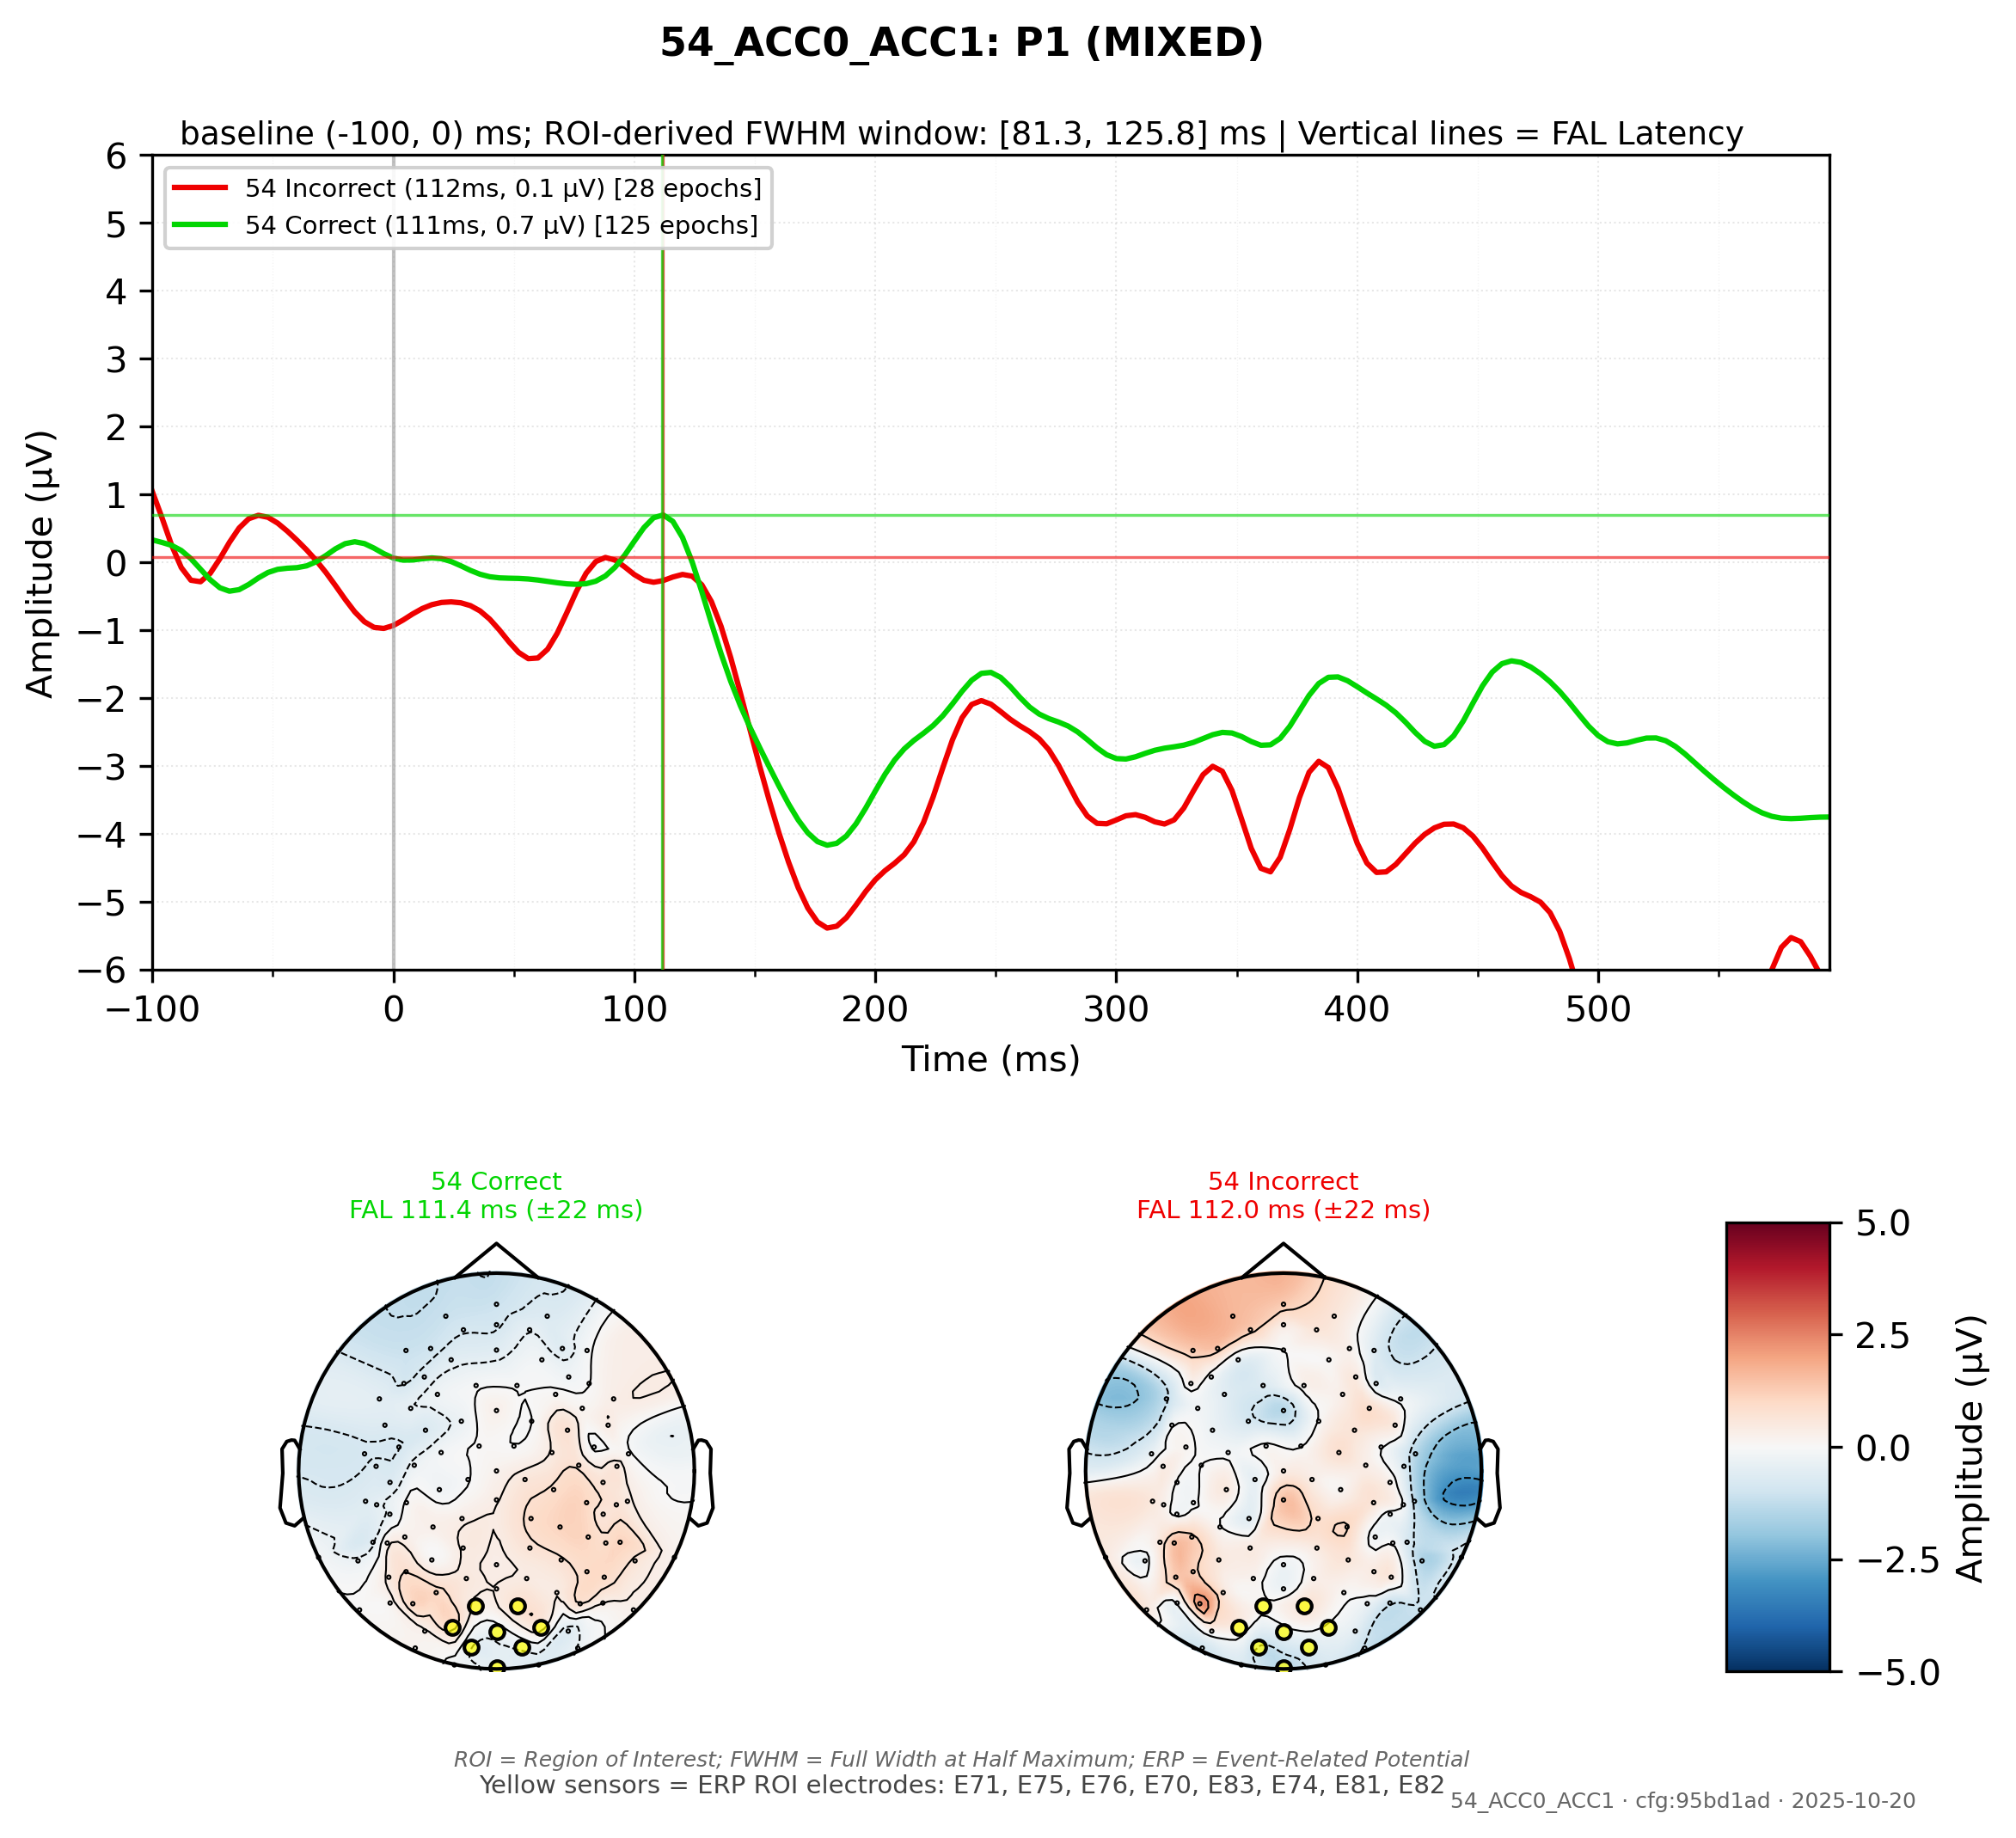 54_ACC0_ACC1: P1 (MIXED)
baseline (-100, 0) ms; ROI-derived FWHM window: [81.3, 125.8] ms | Vertical lines = FAL Latency
54 Incorrect (112ms, 0.1 µV) [28 epochs]
54 Correct (111ms, 0.7 µV) [125 epochs]
6
5
4
3
2
1
0
−1
−2
−3
−4
−5
−6
Amplitude (µV)
−100
0
100
200
300
400
500
Time (ms)
54 Correct
FAL 111.4 ms (±22 ms)
54 Incorrect
FAL 112.0 ms (±22 ms)
5.0
2.5
0.0
−2.5
−5.0
Amplitude (µV)
ROI = Region of Interest; FWHM = Full Width at Half Maximum; ERP = Event-Related Potential
Yellow sensors = ERP ROI electrodes: E71, E75, E76, E70, E83, E74, E81, E82
54_ACC0_ACC1 · cfg:95bd1ad · 2025-10-20